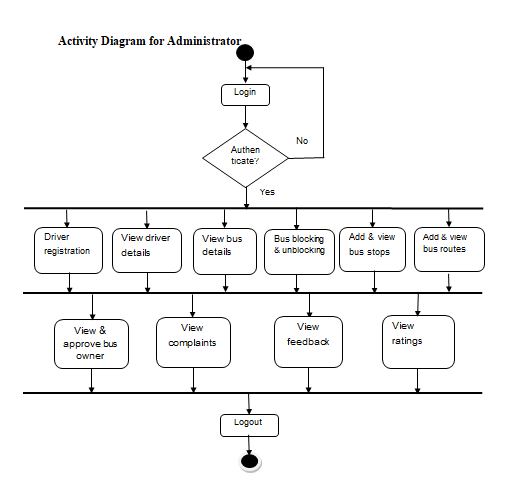 Activity Diagram for Administrator
Login
No
Authen
ticate?
Yes
Driver
registration
View driver
details
View bus
details
Bus blocking
& unblocking
Add & view
bus stops
Add & view
bus routes
View &
approve bus
owner
View
complaints
View
feedback
View
ratings
Logout